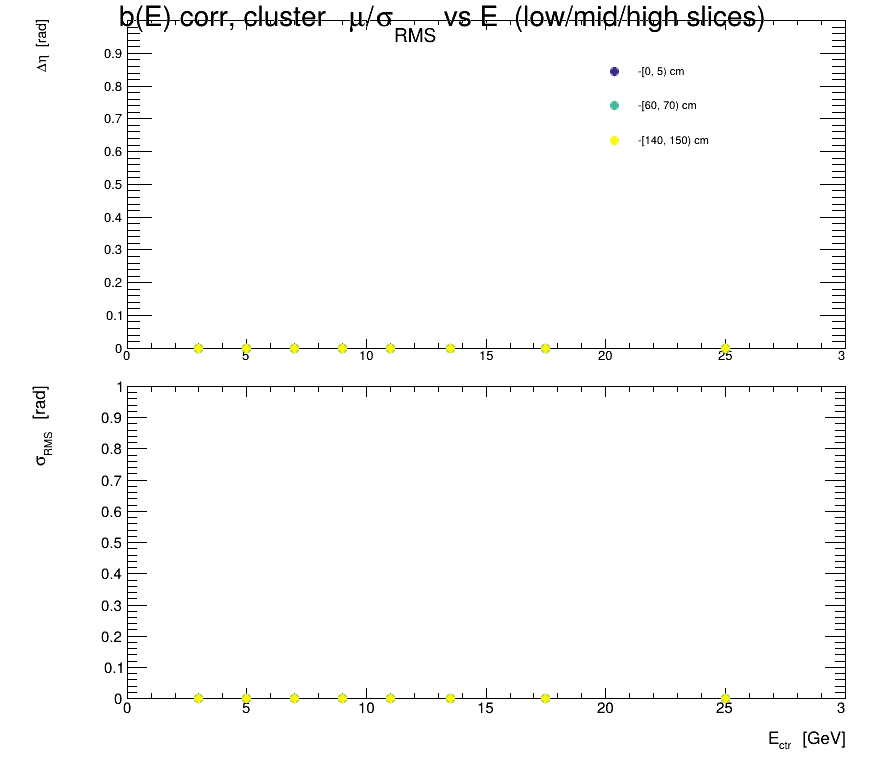 b(E) corr, cluster μ/σ_RMS vs E (low/mid/high slices)
Δη [rad]
-[0, 5) cm
-[60, 70) cm
-[140, 150) cm
0.9
0.8
0.7
0.6
0.5
0.4
0.3
0.2
0.1
0
0 5 10 15 20 25 3
σ_RMS [rad]
1
0.9
0.8
0.7
0.6
0.5
0.4
0.3
0.2
0.1
0
0 5 10 15 20 25 3
E_ctr [GeV]